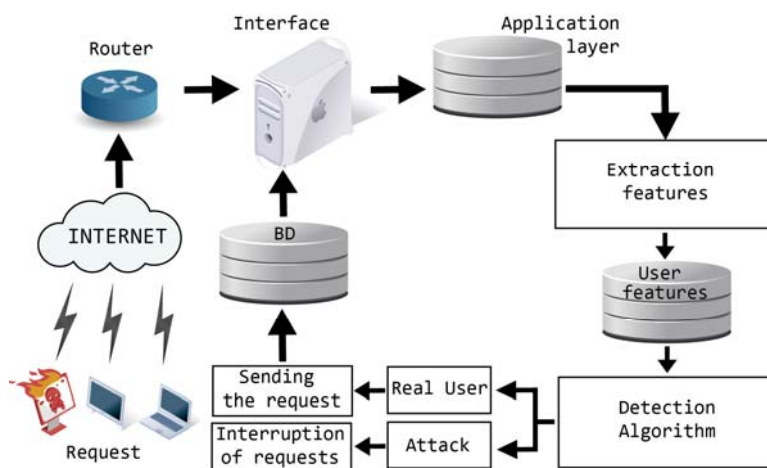 Router
Interface
Application
layer
INTERNET
BD
Extraction
features
User
features
Sending
the request
Real User
Interruption
of requests
Attack
Detection
Algorithm
Request